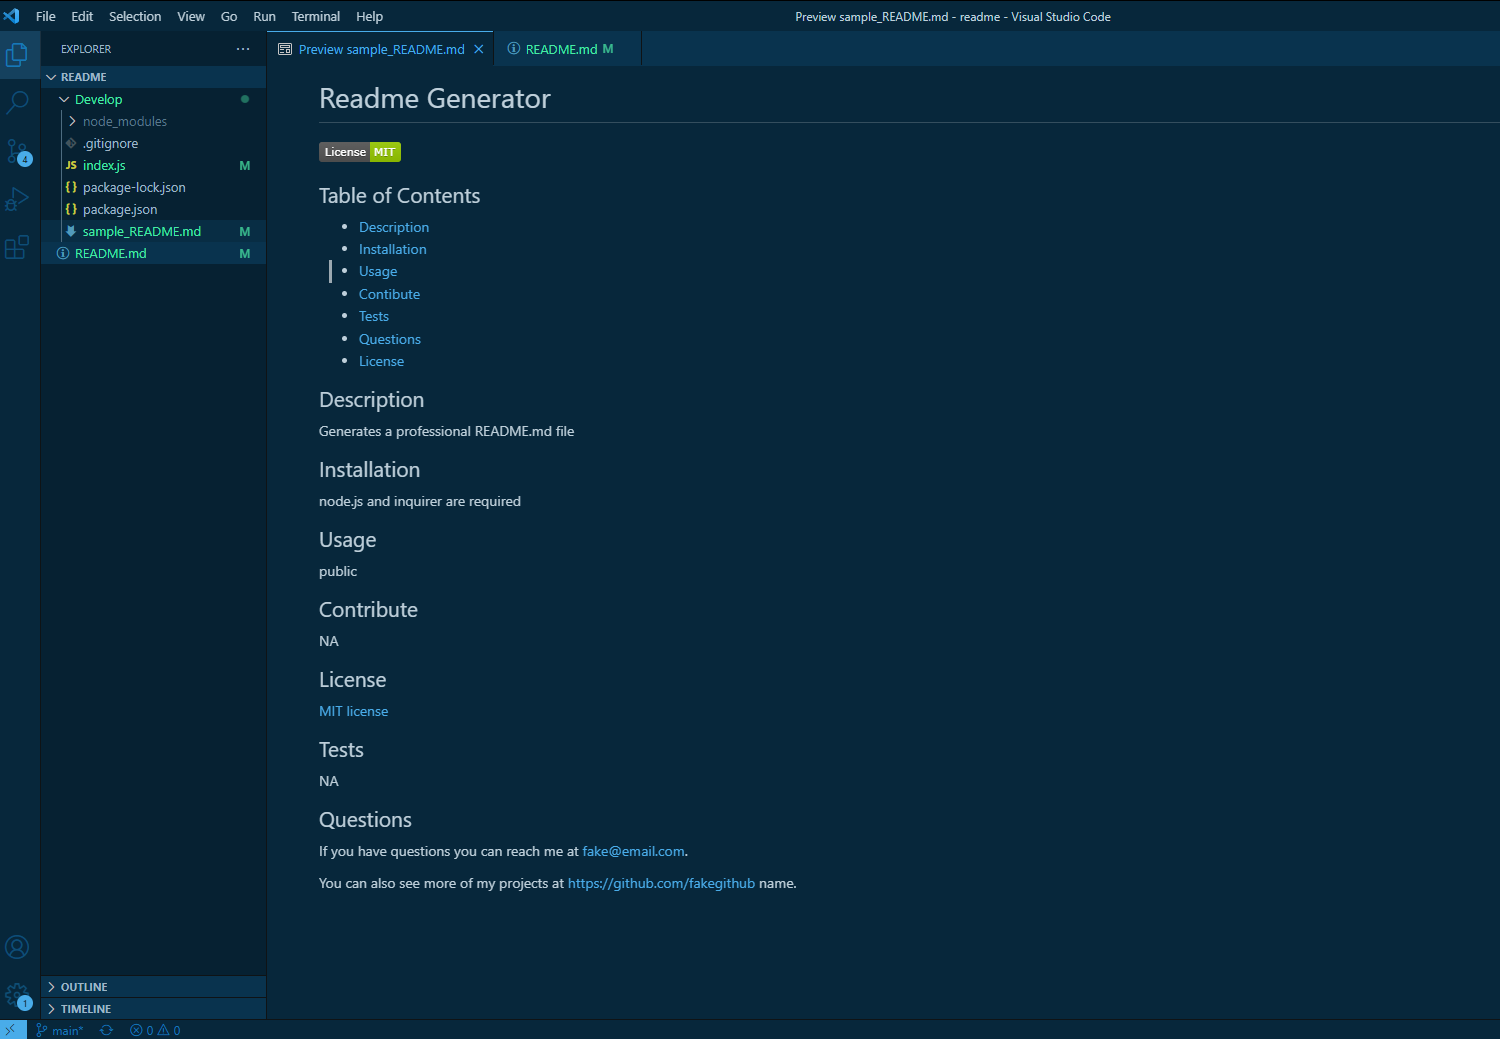 File Edit Selection View Go Run Terminal Help
Preview sample_README.md - readme - Visual Studio Code
EXPLORER ···
README
Develop
node_modules
.gitignore
JS index.js M
{} package-lock.json
{} package.json
sample_README.md M
README.md M
4
1
OUTLINE
TIMELINE
Preview sample_README.md
README.md M
Readme Generator
License MIT
Table of Contents
• Description
• Installation
• Usage
• Contibute
• Tests
• Questions
• License
Description
Generates a professional README.md file
Installation
node.js and inquirer are required
Usage
public
Contribute
NA
License
MIT license
Tests
NA
Questions
If you have questions you can reach me at fake@email.com.
You can also see more of my projects at https://github.com/fakegithub name.
main* 0 0